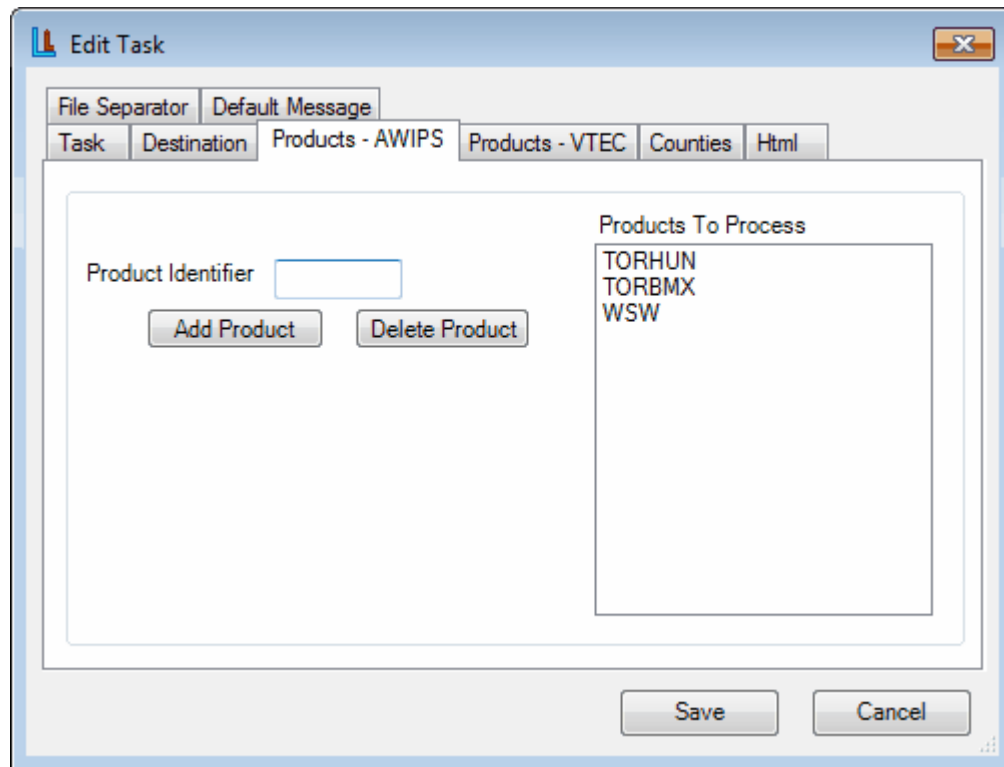 Edit Task
File Separator Default Message
Task Destination Products - AWIPS Products - VTEC Counties Html
Products To Process
Product Identifier
TORHUN
TORBMX
WSW
Add Product Delete Product
Save Cancel